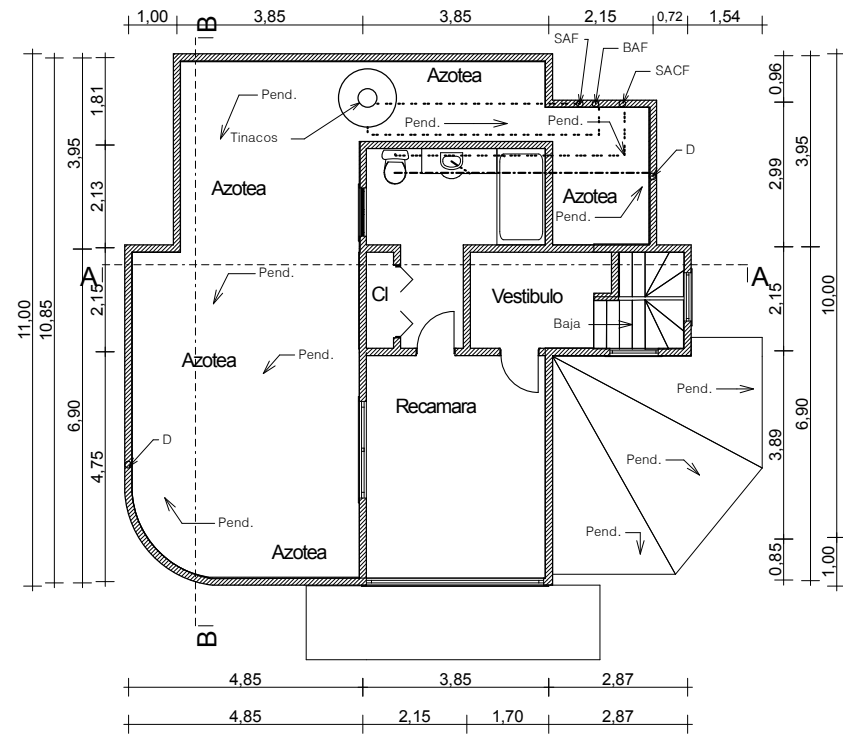 1,00 3,85 3,85 2,15 0,72 1,54
B
SAF
BAF
SACF
Azotea
Pend.
Tinacos
Pend.
Pend.
D
Azotea
Azotea
Pend.
A
A
Pend.
Cl
Vestibulo
Baja
Azotea
Pend.
Recamara
Pend.
Pend.
D
Pend.
Pend.
Azotea
B
11,00
10,85
3,95
6,90
1,81
2,13
2,15
4,75
0,96
2,99
2,15
3,89
0,85
3,95
6,90
10,00
1,00
4,85 3,85 2,87
4,85 2,15 1,70 2,87